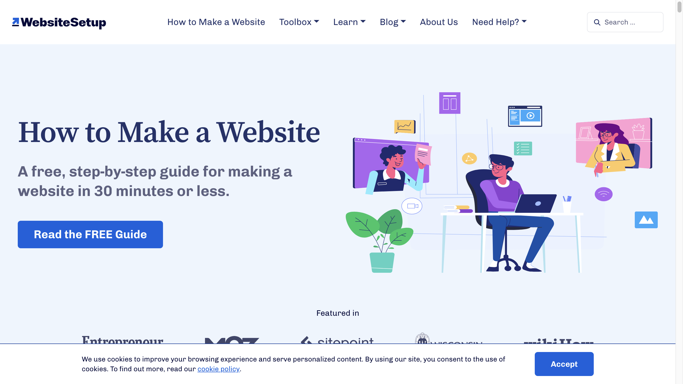 WebsiteSetup
How to Make a Website
Toolbox
Learn
Blog
About Us
Need Help?
Search ...
How to Make a Website
A free, step-by-step guide for making a
website in 30 minutes or less.
Read the FREE Guide
Featured in
Entrepreneur
MOZ
sitepoint
WISCONSIN
wikiHow
We use cookies to improve your browsing experience and serve personalized content. By using our site, you consent to the use of
cookies. To find out more, read our cookie policy.
Accept